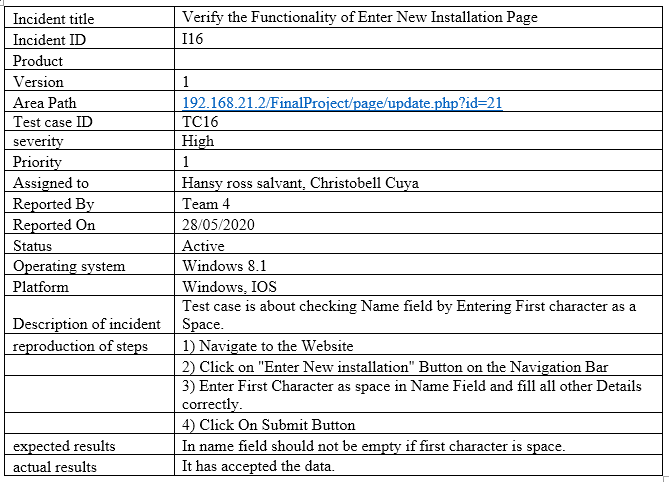 Incident title Verify the Functionality of Enter New Installation Page
Incident ID I16
Product
Version 1
Area Path 192.168.21.2/FinalProject/page/update.php?id=21
Test case ID TC16
severity High
Priority 1
Assigned to Hansy ross salvant, Christobell Cuya
Reported By Team 4
Reported On 28/05/2020
Status Active
Operating system Windows 8.1
Platform Windows, IOS
Description of incident Test case is about checking Name field by Entering First character as a
Space.
reproduction of steps 1) Navigate to the Website
2) Click on "Enter New installation" Button on the Navigation Bar
3) Enter First Character as space in Name Field and fill all other Details
correctly.
4) Click On Submit Button
expected results In name field should not be empty if first character is space.
actual results It has accepted the data.